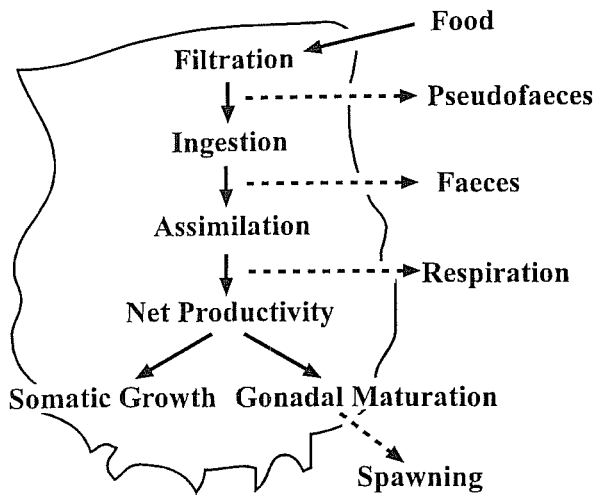 Food
Filtration
Pseudofaeces
Ingestion
Faeces
Assimilation
Respiration
Net Productivity
Somatic Growth Gonadal Maturation
Spawning